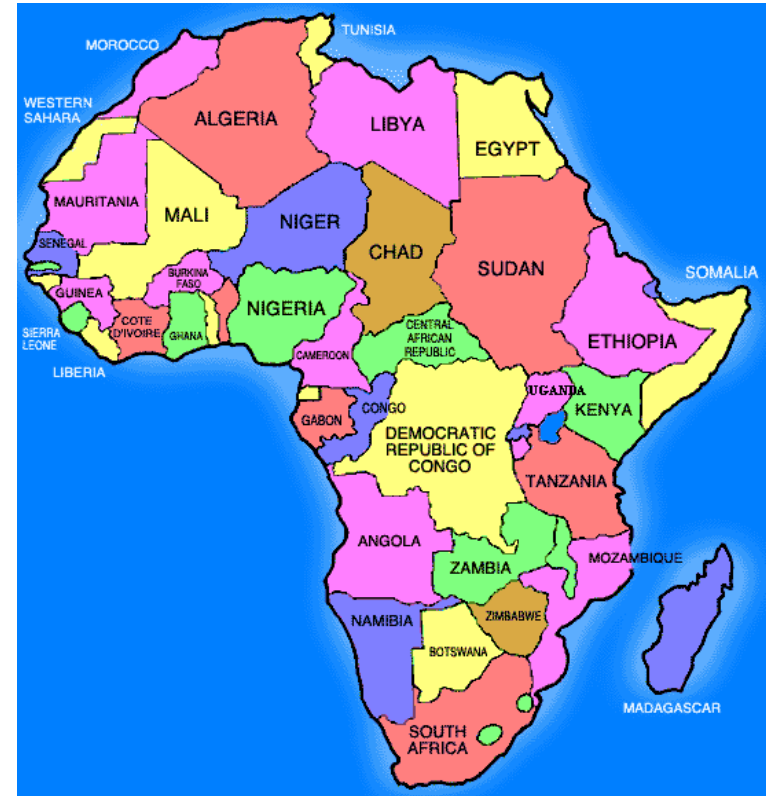 TUNISIA
MOROCCO
WESTERN
SAHARA
ALGERIA
LIBYA
EGYPT
MAURITANIA
MALI
NIGER
CHAD
SUDAN
SENEGAL
BURKINA
FASO
GUINEA
NIGERIA
SOMALIA
SIERRA
LEONE
COTE
D'IVOIRE
GHANA
CENTRAL
AFRICAN
REPUBLIC
ETHIOPIA
LIBERIA
CAMEROON
UGANDA
KENYA
GABON
CONGO
DEMOCRATIC
REPUBLIC OF
CONGO
TANZANIA
ANGOLA
ZAMBIA
MOZAMBIQUE
NAMIBIA
ZIMBABWE
BOTSWANA
MADAGASCAR
SOUTH
AFRICA